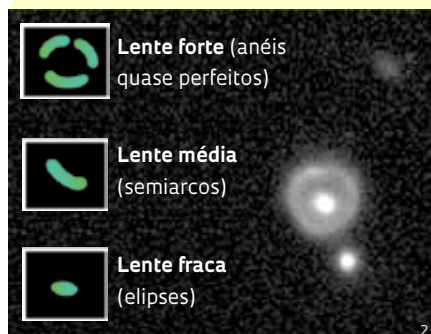 Lente forte (anéis
quase perfeitos)
Lente média
(semiarcos)
Lente fraca
(elipses)
2